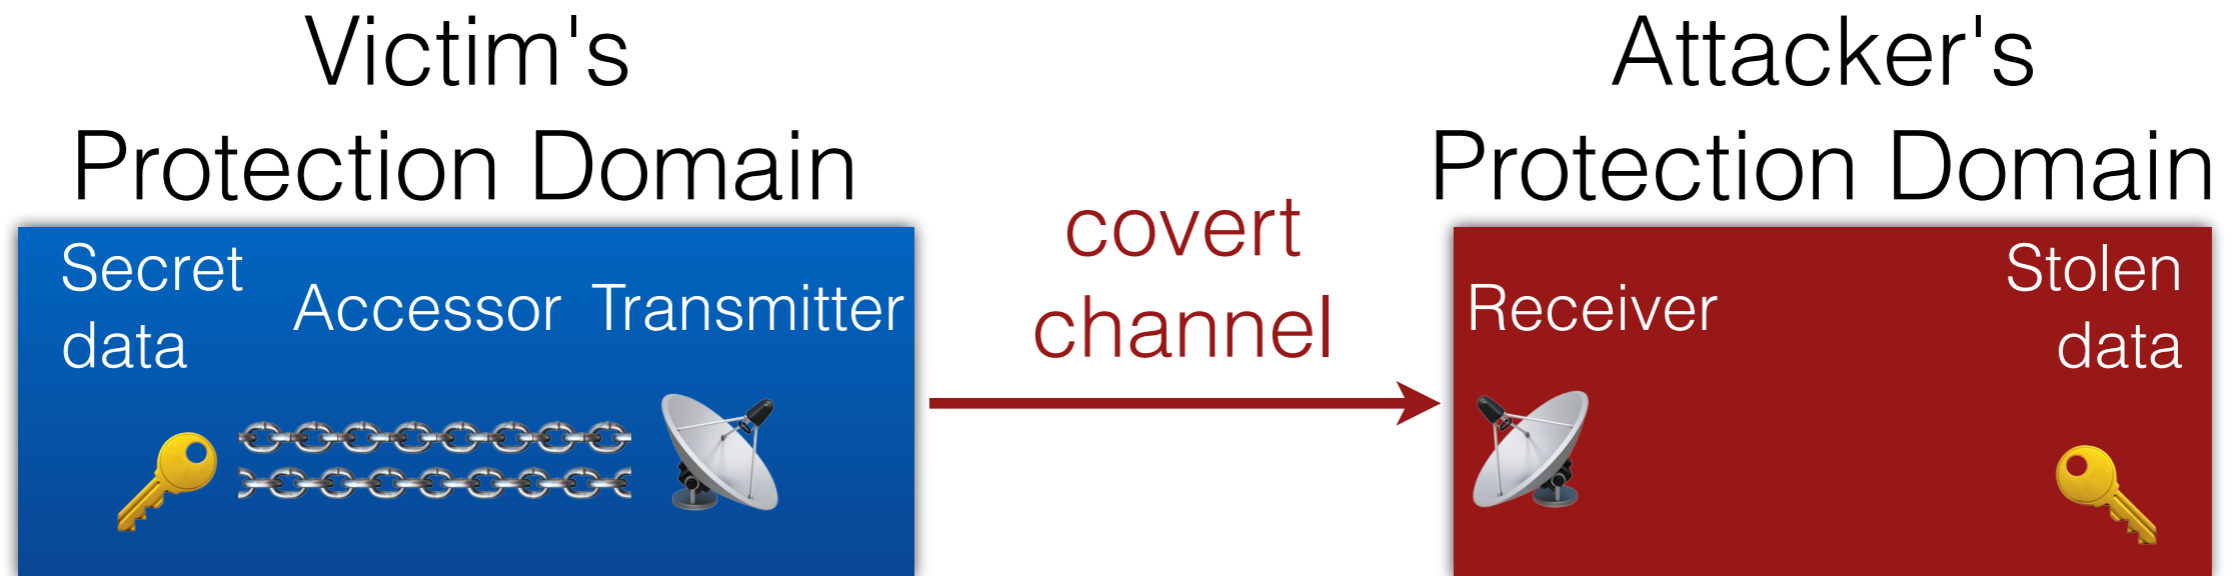 Victim's
Protection Domain
Secret
data
Accessor
Transmitter
covert
channel
Attacker's
Protection Domain
Receiver
Stolen
data